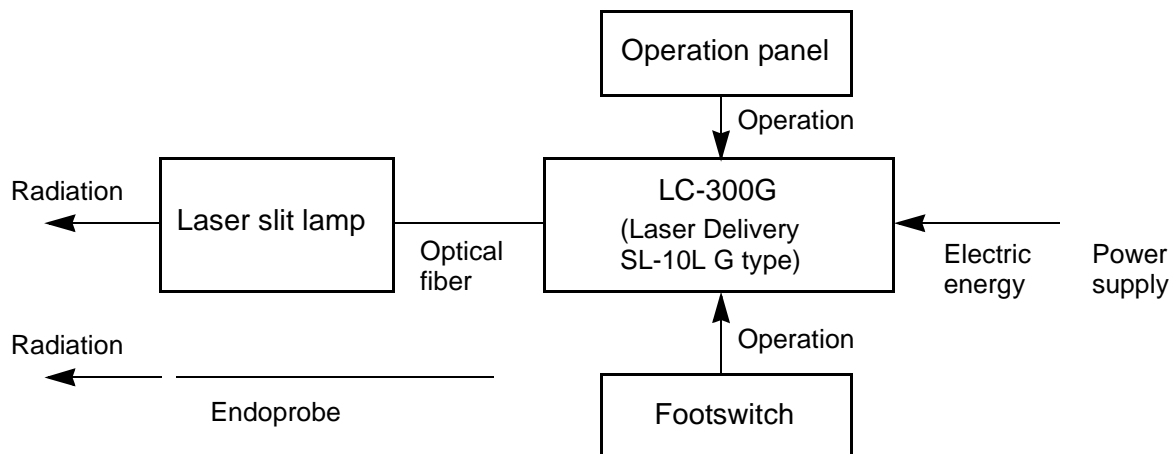 Operation panel
Operation
Radiation
Laser slit lamp
Optical
fiber
LC-300G
(Laser Delivery
SL-10L G type)
Electric
energy
Power
supply
Radiation
Endoprobe
Operation
Footswitch